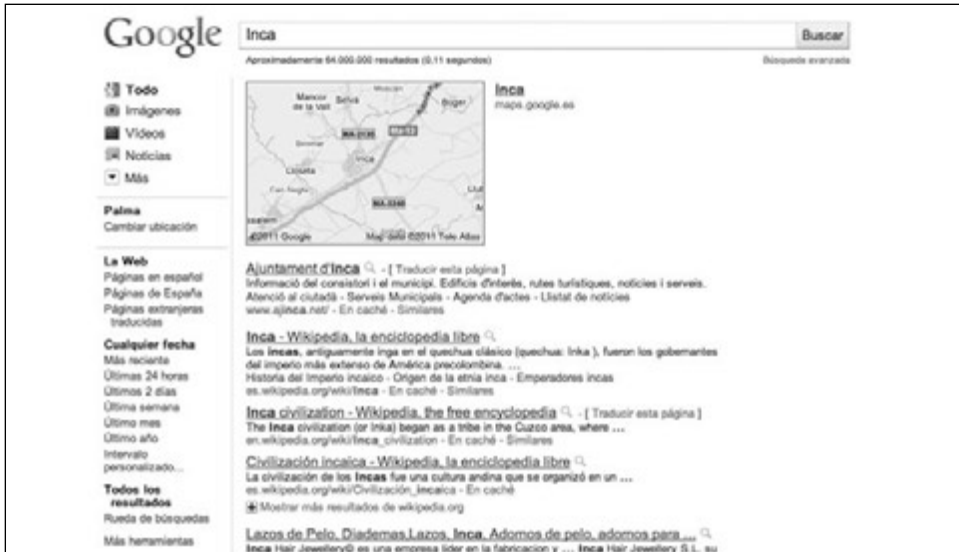 Google
Inca
Buscar
Aproximadamente 64.000.000 resultados (0,11 segundos)
Búsqueda avanzada
Todo
Imágenes
Vídeos
Noticias
Más
Palma
Cambiar ubicación
La Web
Páginas en español
Páginas de España
Páginas extranjeras
traducidas
Cualquier fecha
Más reciente
Últimas 24 horas
Últimos 2 días
Última semana
Último mes
Último año
Intervalo
personalizado...
Todos los
resultados
Rueda de búsquedas
Más herramientas
Mancor
de la Vall
Selva
Moscari
Búger
Inca
Lloseta
©2011 Google
Map data ©2011 Tele Atlas
Inca
maps.google.es
Ajuntament d'Inca - [ Traducir esta página ]
Informació del consistori i el municipi. Edificis d'interès, rutes turístiques, notícies i serveis.
Atenció al ciutadà - Serveis Municipals - Agenda d'actes - Llistat de notícies
www.ajinca.net/ - En caché - Similares
Inca - Wikipedia, la enciclopedia libre
Los Incas, antiguamente inga en el quechua clásico (quechua: Inka ), fueron los gobernantes
del imperio más extenso de América precolombina. ...
Historia del Imperio incaico - Origen de la etnia inca - Emperadores incas
es.wikipedia.org/wiki/Inca - En caché - Similares
Inca civilization - Wikipedia, the free encyclopedia - [ Traducir esta página ]
The Inca civilization (or Inka) began as a tribe in the Cuzco area, where ...
en.wikipedia.org/wiki/Inca_civilization - En caché - Similares
Civilización incaica - Wikipedia, la enciclopedia libre
La civilización de los Incas fue una cultura andina que se organizó en un ...
es.wikipedia.org/wiki/Civilización_incaica - En caché
Mostrar más resultados de wikipedia.org
Lazos de Pelo, Diademas,Lazos, Inca, Adornos de pelo, adornos para ...
Inca Hair Jewellery© es una empresa lider en la fabricacion y ... Inca Hair Jewellery S.L. su